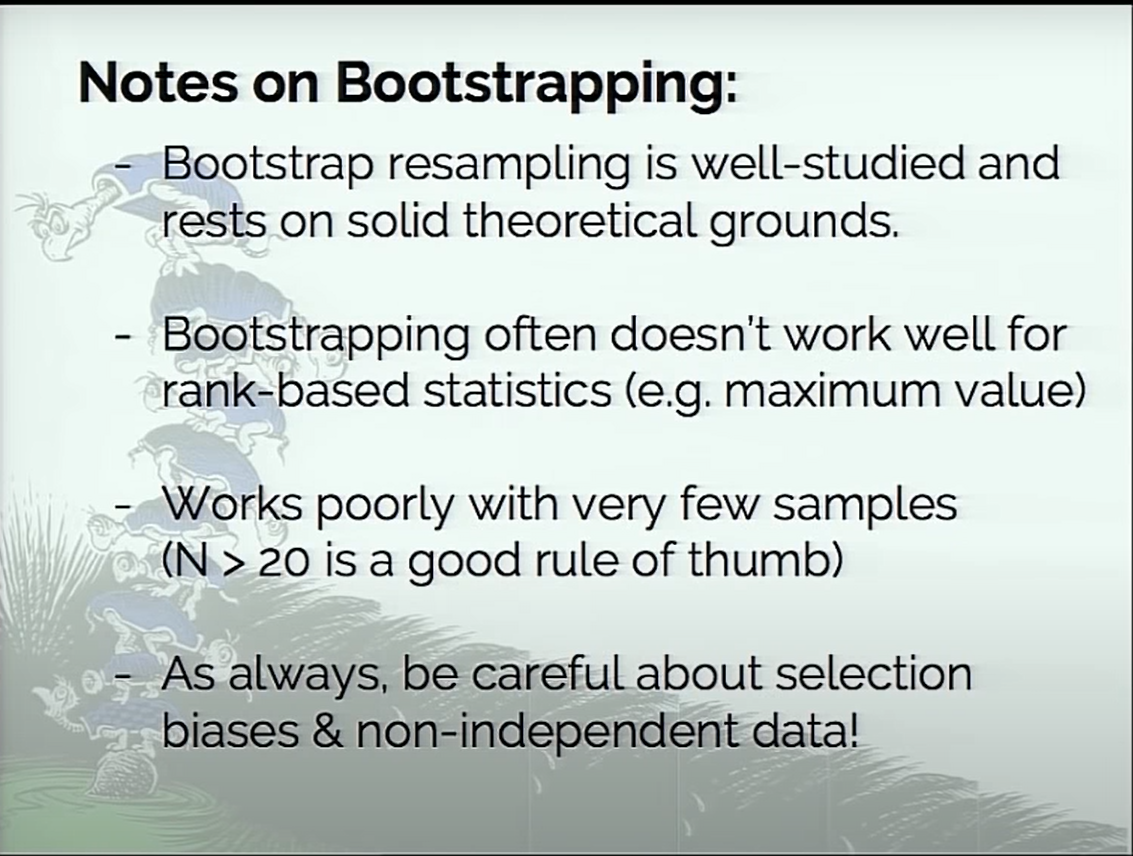 Notes on Bootstrapping:
- Bootstrap resampling is well-studied and
rests on solid theoretical grounds.
- Bootstrapping often doesn't work well for
rank-based statistics (e.g. maximum value)
- Works poorly with very few samples
(N > 20 is a good rule of thumb)
- As always, be careful about selection
biases & non-independent data!